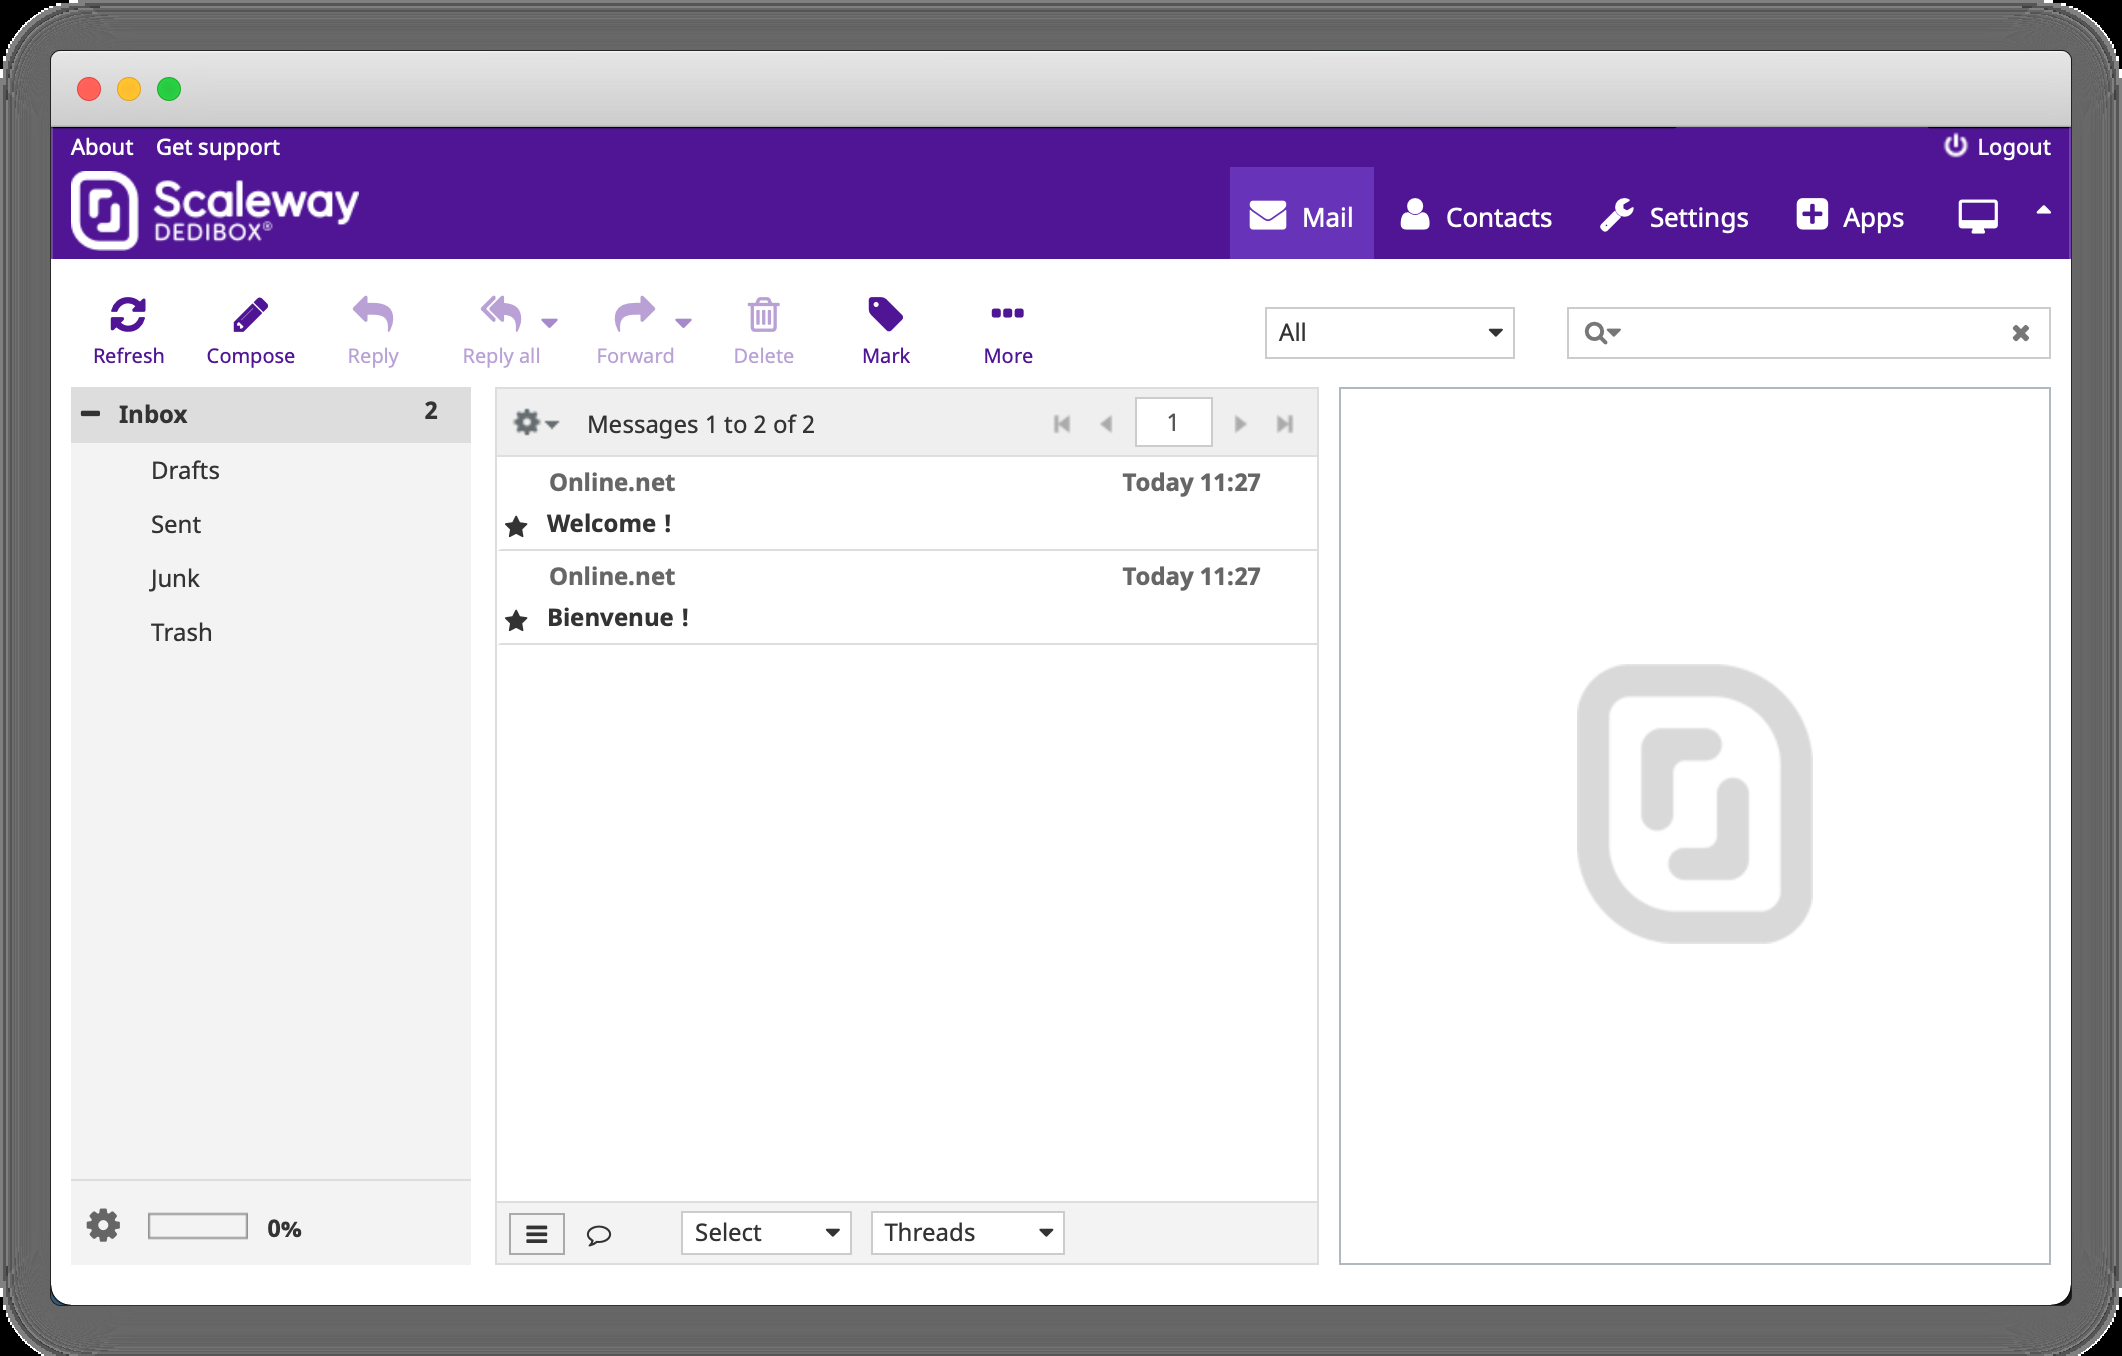 About Get support
Logout
Scaleway
DEDIBOX®
Mail Contacts Settings Apps
Refresh Compose Reply Reply all Forward Delete Mark More
All
Inbox 2
Drafts
Sent
Junk
Trash
0%
Messages 1 to 2 of 2
1
Online.net Today 11:27
Welcome !
Online.net Today 11:27
Bienvenue !
Select Threads